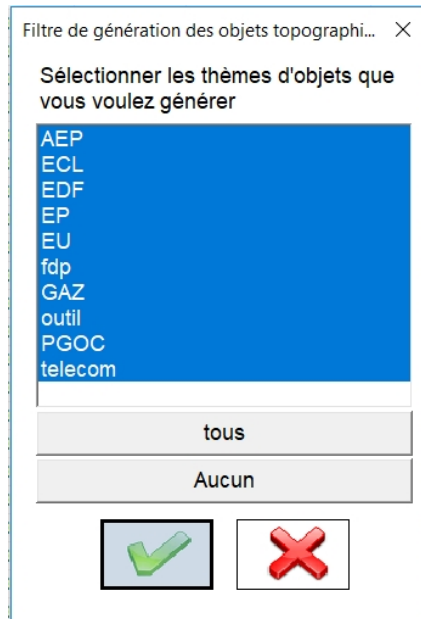 Filtre de génération des objets topographi...
Sélectionner les thèmes d'objets que
vous voulez générer
AEP
ECL
EDF
EP
EU
fdp
GAZ
outil
PGOC
telecom
tous
Aucun